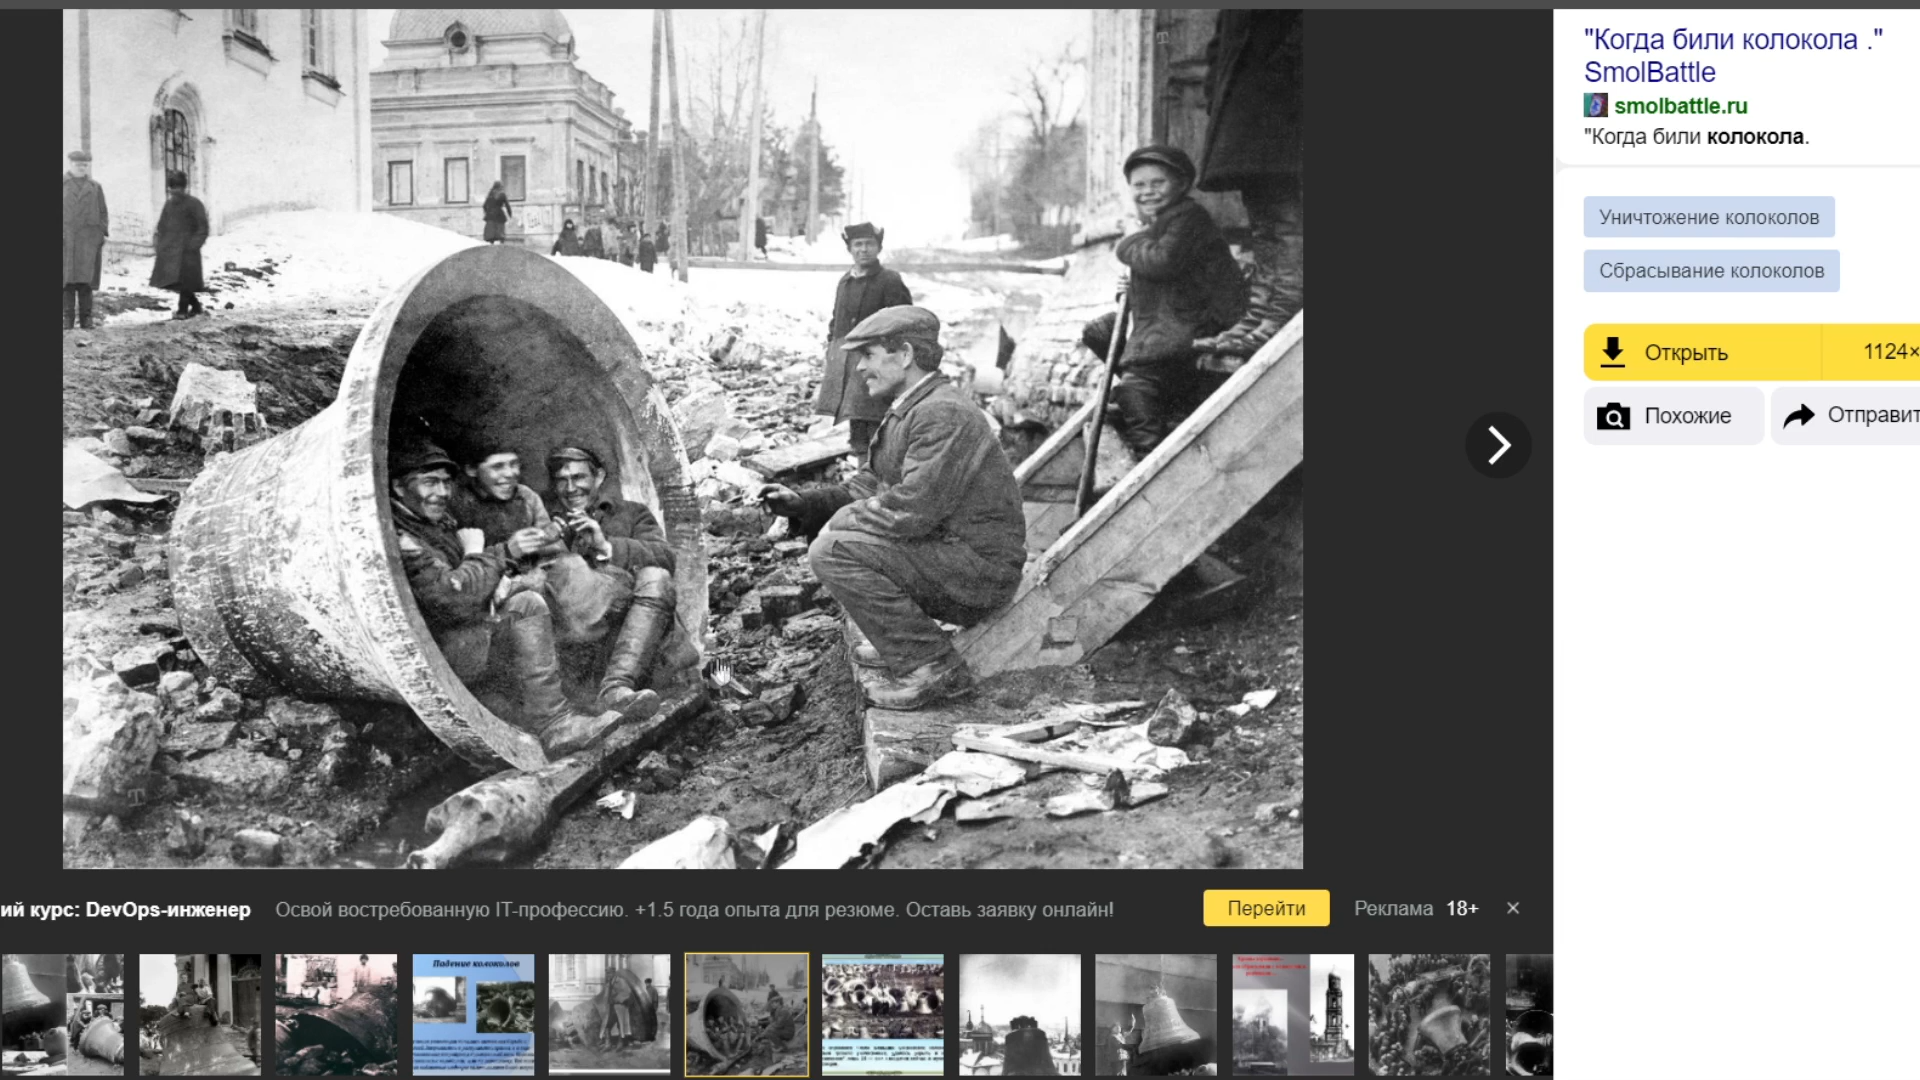 "Когда били колокола ."
SmolBattle
smolbattle.ru
"Когда били колокола.
Уничтожение колоколов
Сбрасывание колоколов
Открыть 1124×
Похожие Отправит
ий курс: DevOps-инженер Освой востребованную IT-профессию. +1.5 года опыта для резюме. Оставь заявку онлайн! Перейти Реклама 18+
Падение колоколов